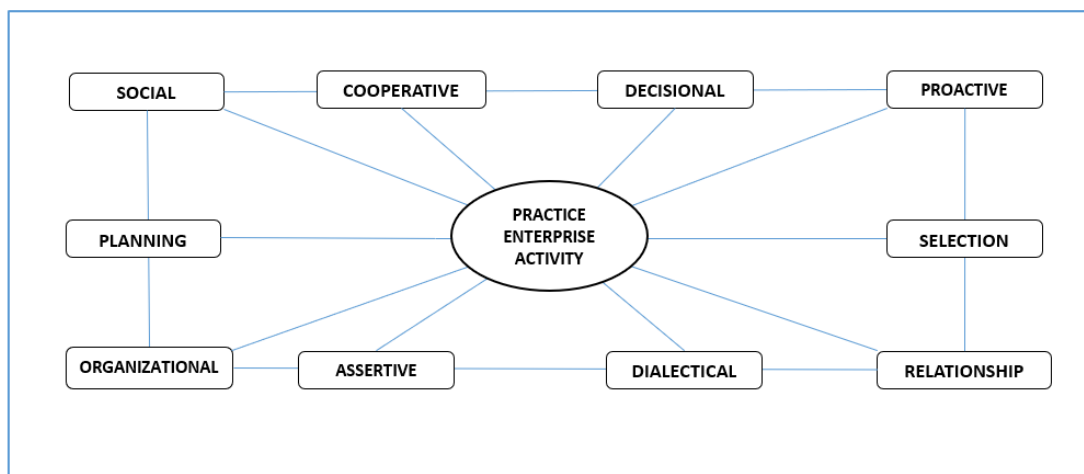 SOCIAL
COOPERATIVE
DECISIONAL
PROACTIVE
PRACTICE
ENTERPRISE
ACTIVITY
PLANNING
SELECTION
ORGANIZATIONAL
ASSERTIVE
DIALECTICAL
RELATIONSHIP